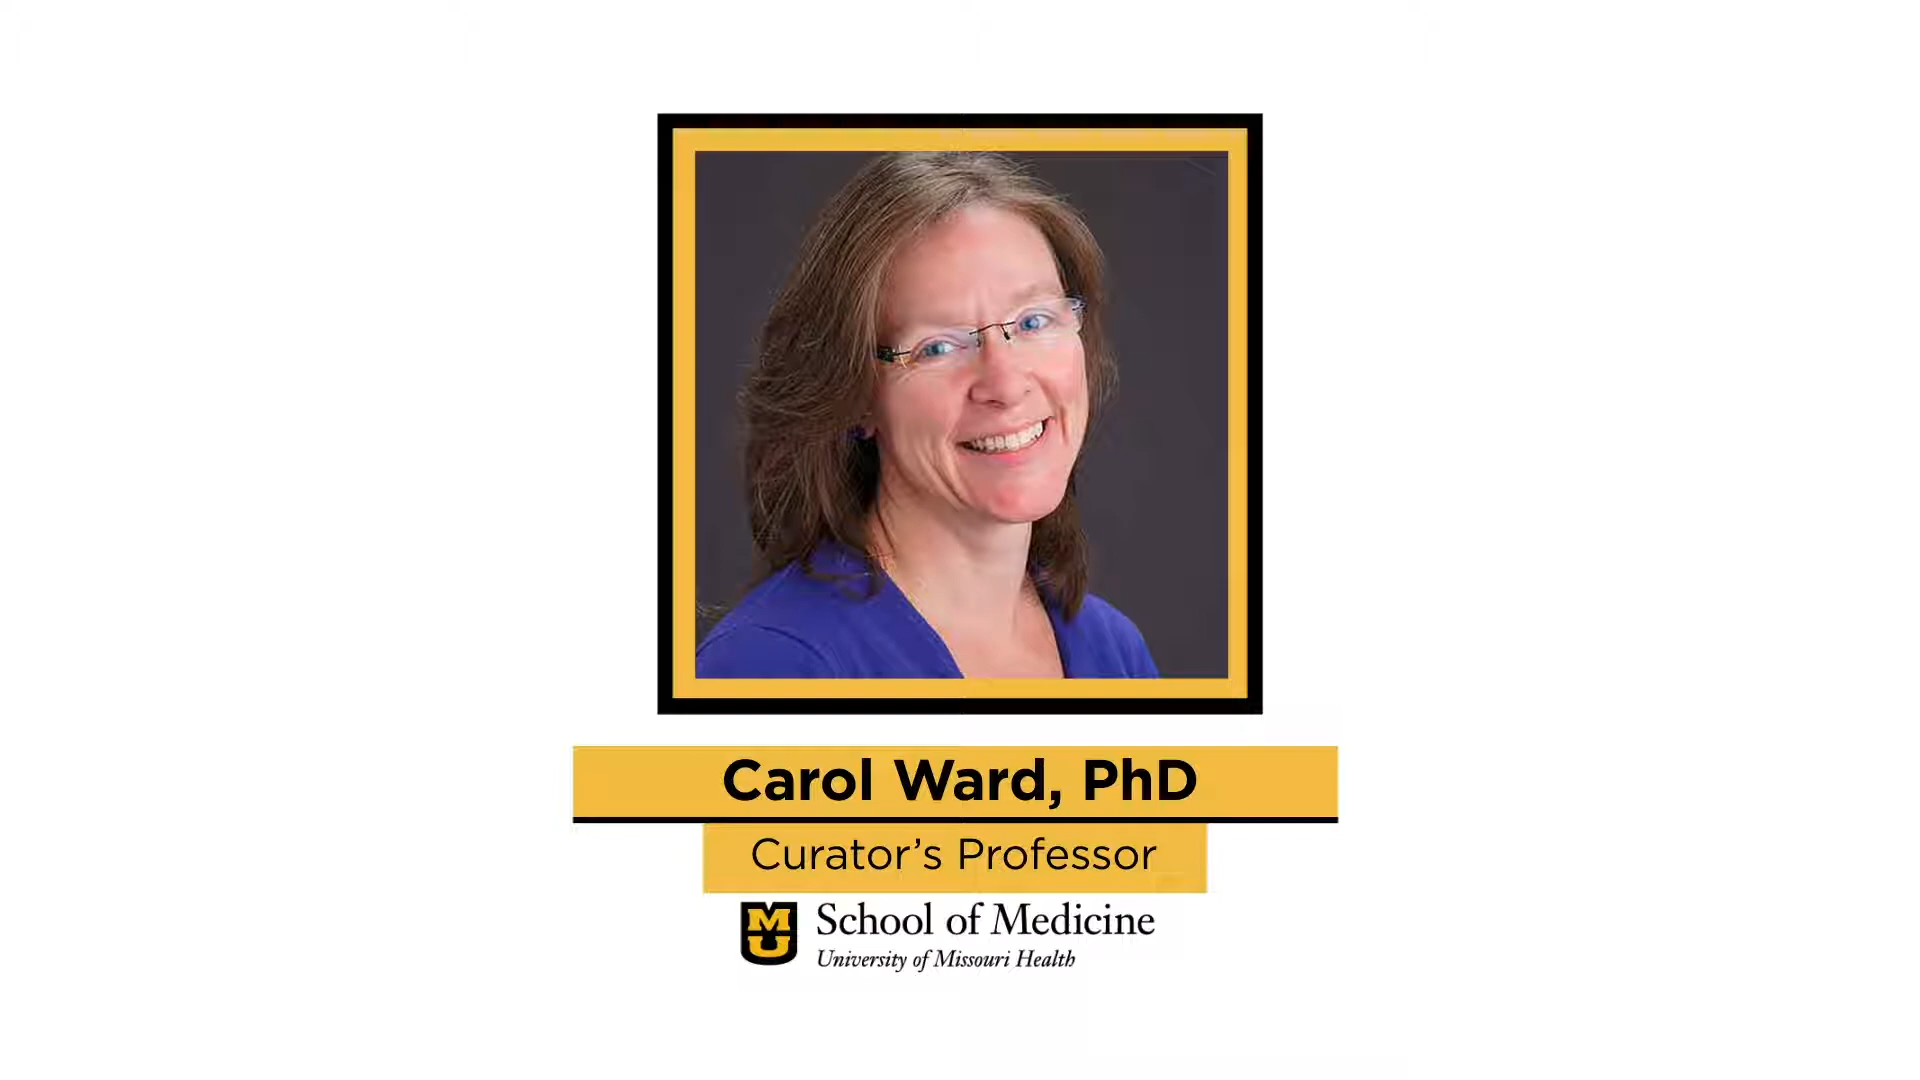 Carol Ward, PhD
Curator’s Professor
MU
School of Medicine
University of Missouri Health